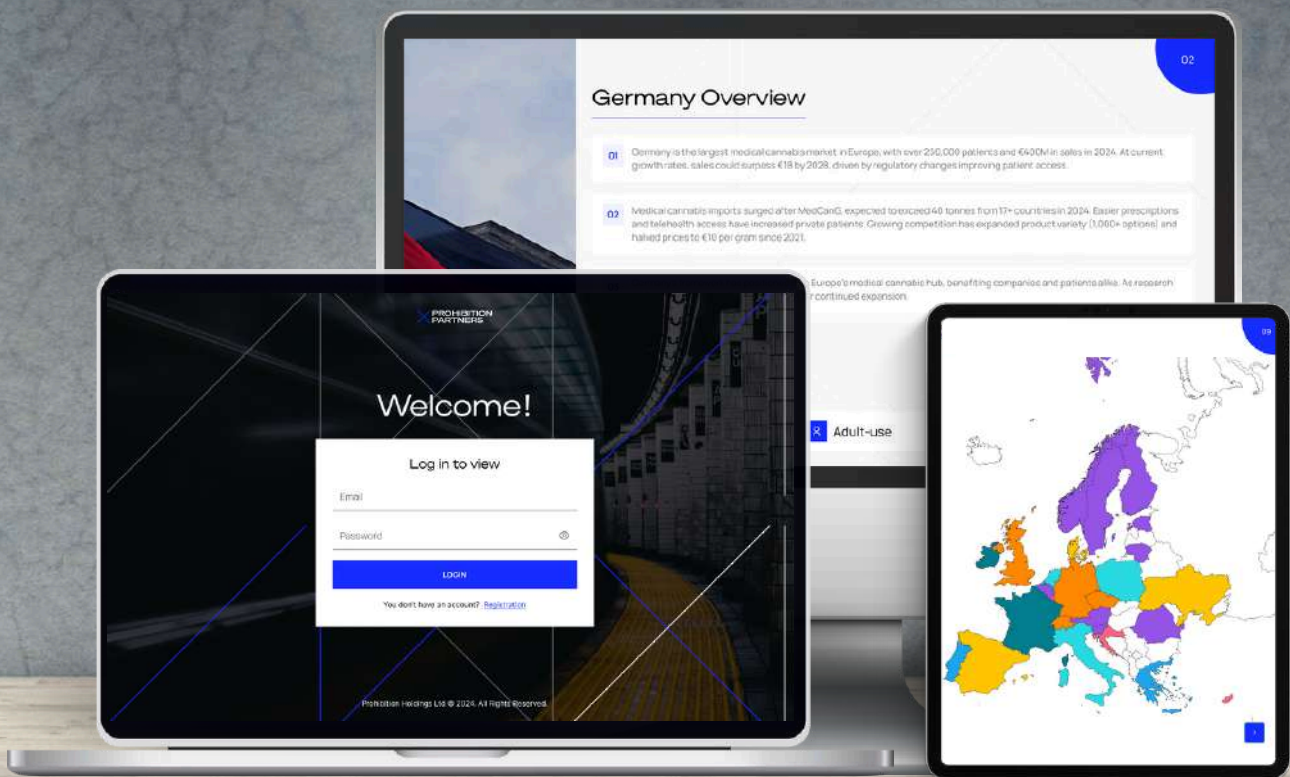 02
Germany Overview
01
Germany is the largest medical cannabis market in Europe, with over 250,000 patients and €400M in sales in 2024. At current
growth rates, sales could surpass €1B by 2028, driven by regulatory changes improving patient access.
02
Medical cannabis imports surged after MedCanG, expected to exceed 40 tonnes from 17+ countries in 2024. Easier prescriptions
and telehealth access have increased private patients. Growing competition has expanded product variety (1,000+ options) and
halved prices to €10 per gram since 2021.
Europe's medical cannabis hub, benefiting companies and patients alike. As research
continued expansion.
Adult-use
PROHIBITION
PARTNERS
Welcome!
Log in to view
Email
Password
LOGIN
You don't have an account? Registration
Prohibition Holdings Ltd © 2024. All Rights Reserved.
09